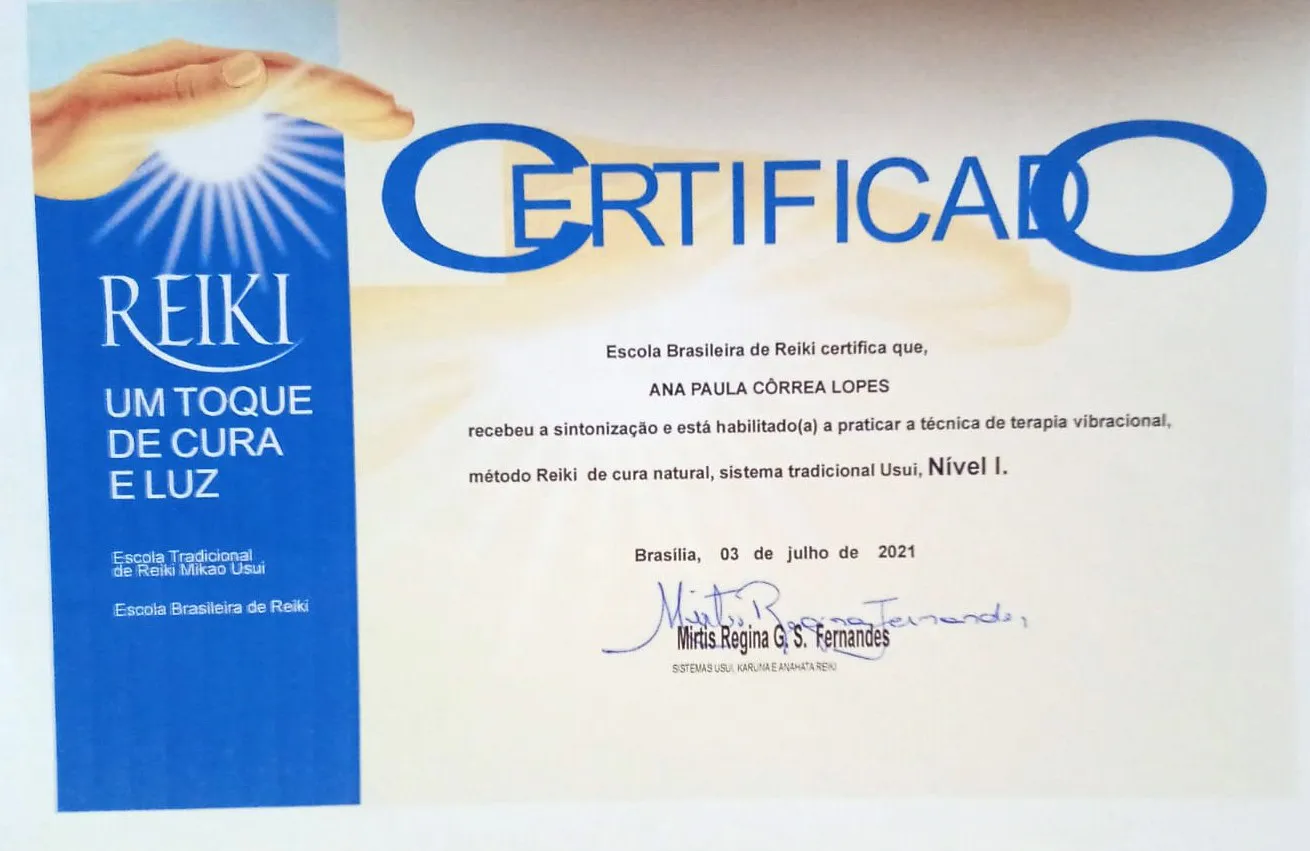 CERTIFICADO
REIKI
UM TOQUE
DE CURA
E LUZ
Escola Tradicional
de Reiki Mikao Usui
Escola Brasileira de Reiki
Escola Brasileira de Reiki certifica que,
ANA PAULA CÔRREA LOPES
recebeu a sintonização e está habilitado(a) a praticar a técnica de terapia vibracional,
método Reiki de cura natural, sistema tradicional Usui, Nível I.
Brasília, 03 de julho de 2021
Mirtis Regina Fernandes
Mirtis Regina G. S. Fernandes
SISTEMAS USUI, KARUNA E ANAHATA REIKI